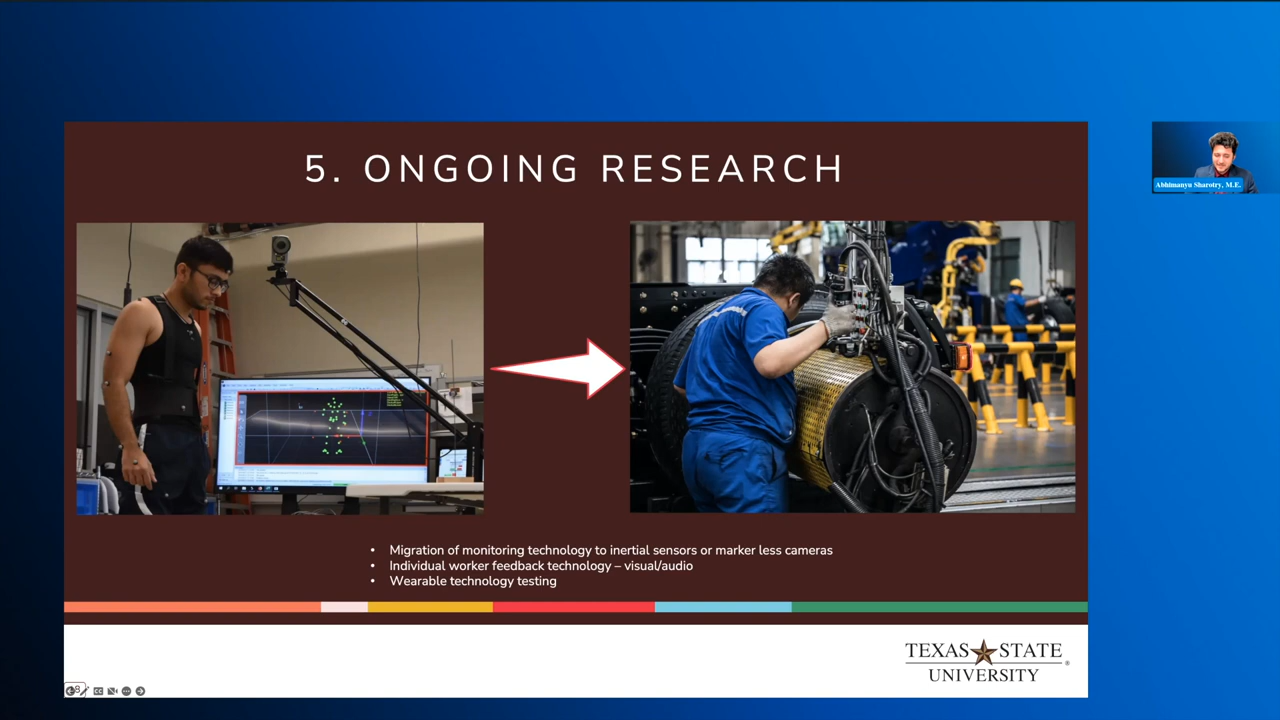 5. ONGOING RESEARCH
Abhimanyu Sharotry, M.E.
• Migration of monitoring technology to inertial sensors or marker less cameras
• Individual worker feedback technology – visual/audio
• Wearable technology testing
TEXAS STATE
®
UNIVERSITY